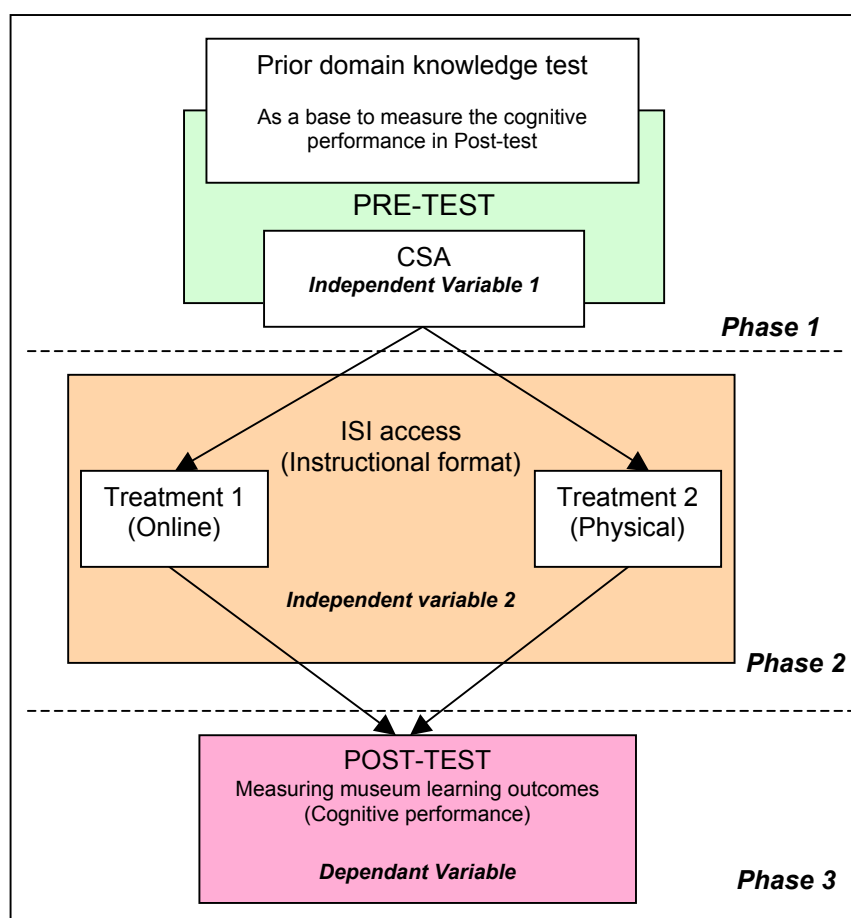 Prior domain knowledge test
As a base to measure the cognitive
performance in Post-test
PRE-TEST
CSA
Independent Variable 1
Phase 1
ISI access
(Instructional format)
Treatment 1
(Online)
Treatment 2
(Physical)
Independent variable 2
Phase 2
POST-TEST
Measuring museum learning outcomes
(Cognitive performance)
Dependant Variable
Phase 3